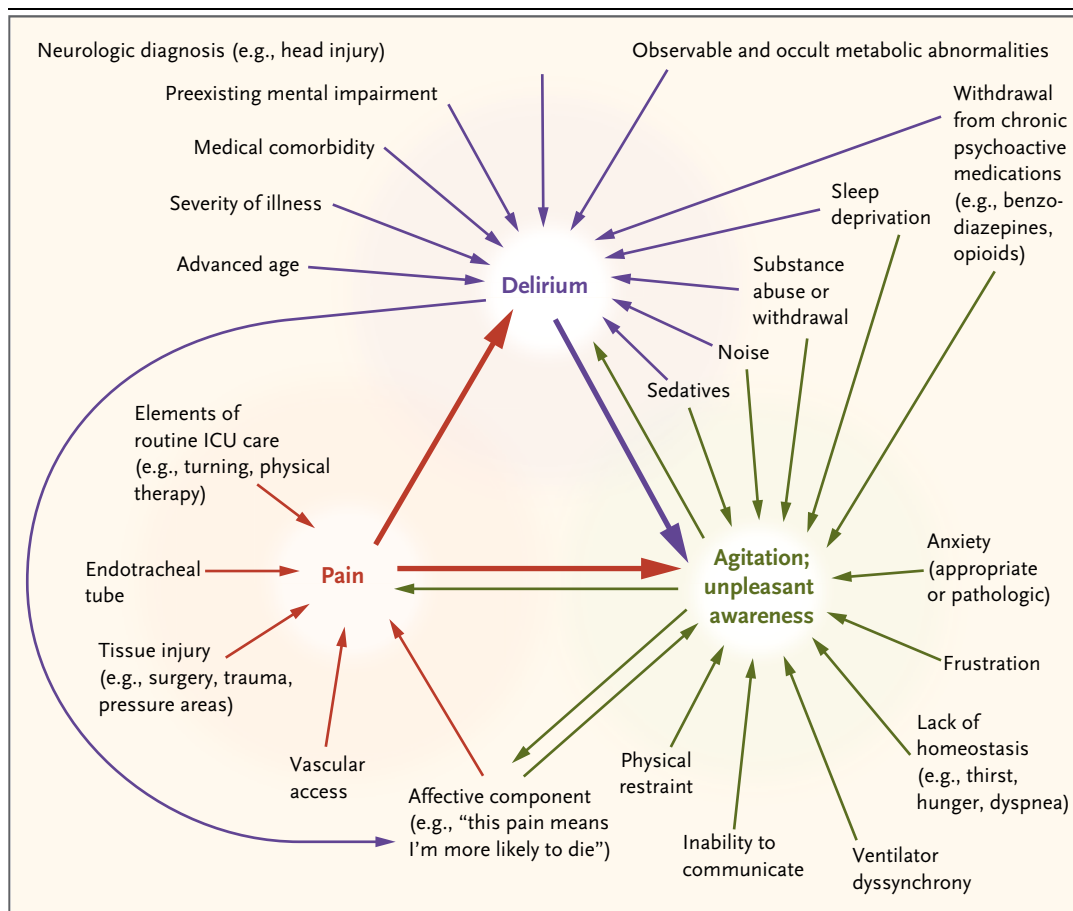 Neurologic diagnosis (e.g., head injury)
Observable and occult metabolic abnormalities
Preexisting mental impairment
Withdrawal
from chronic
psychoactive
medications
(e.g., benzo-
diazepines,
opioids)
Medical comorbidity
Severity of illness
Sleep
deprivation
Advanced age
Delirium
Substance
abuse or
withdrawal
Noise
Sedatives
Elements of
routine ICU care
(e.g., turning, physical
therapy)
Endotracheal
tube
Pain
Agitation;
unpleasant
awareness
Anxiety
(appropriate
or pathologic)
Tissue injury
(e.g., surgery, trauma,
pressure areas)
Frustration
Vascular
access
Affective component
(e.g., “this pain means
I’m more likely to die”)
Physical
restraint
Lack of
homeostasis
(e.g., thirst,
hunger, dyspnea)
Inability to
communicate
Ventilator
dyssynchrony